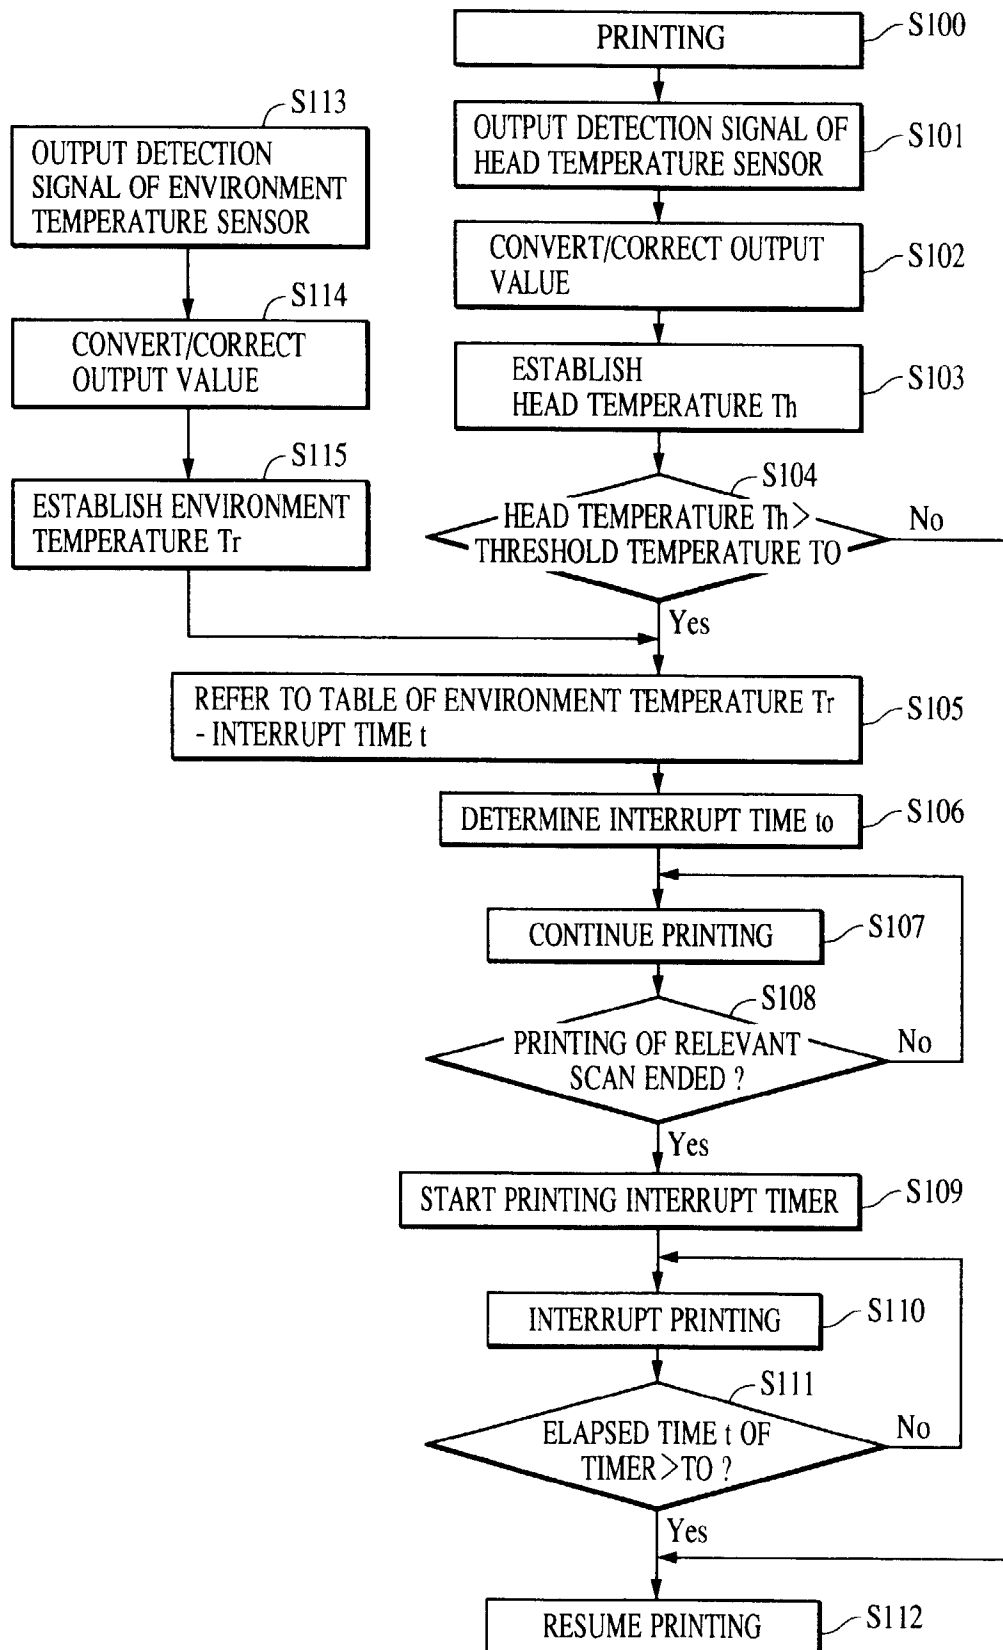 PRINTING
S100
OUTPUT DETECTION SIGNAL OF
HEAD TEMPERATURE SENSOR
S101
CONVERT/CORRECT OUTPUT
VALUE
S102
ESTABLISH
HEAD TEMPERATURE Th
S103
S104
HEAD TEMPERATURE Th>
THRESHOLD TEMPERATURE TO
No
Yes
S113
OUTPUT DETECTION
SIGNAL OF ENVIRONMENT
TEMPERATURE SENSOR
S114
CONVERT/CORRECT
OUTPUT VALUE
S115
ESTABLISH ENVIRONMENT
TEMPERATURE Tr
REFER TO TABLE OF ENVIRONMENT TEMPERATURE Tr
- INTERRUPT TIME t
S105
DETERMINE INTERRUPT TIME to
S106
CONTINUE PRINTING
S107
S108
PRINTING OF RELEVANT
SCAN ENDED ?
No
Yes
START PRINTING INTERRUPT TIMER
S109
INTERRUPT PRINTING
S110
S111
ELAPSED TIME t OF
TIMER>TO ?
No
Yes
RESUME PRINTING
S112